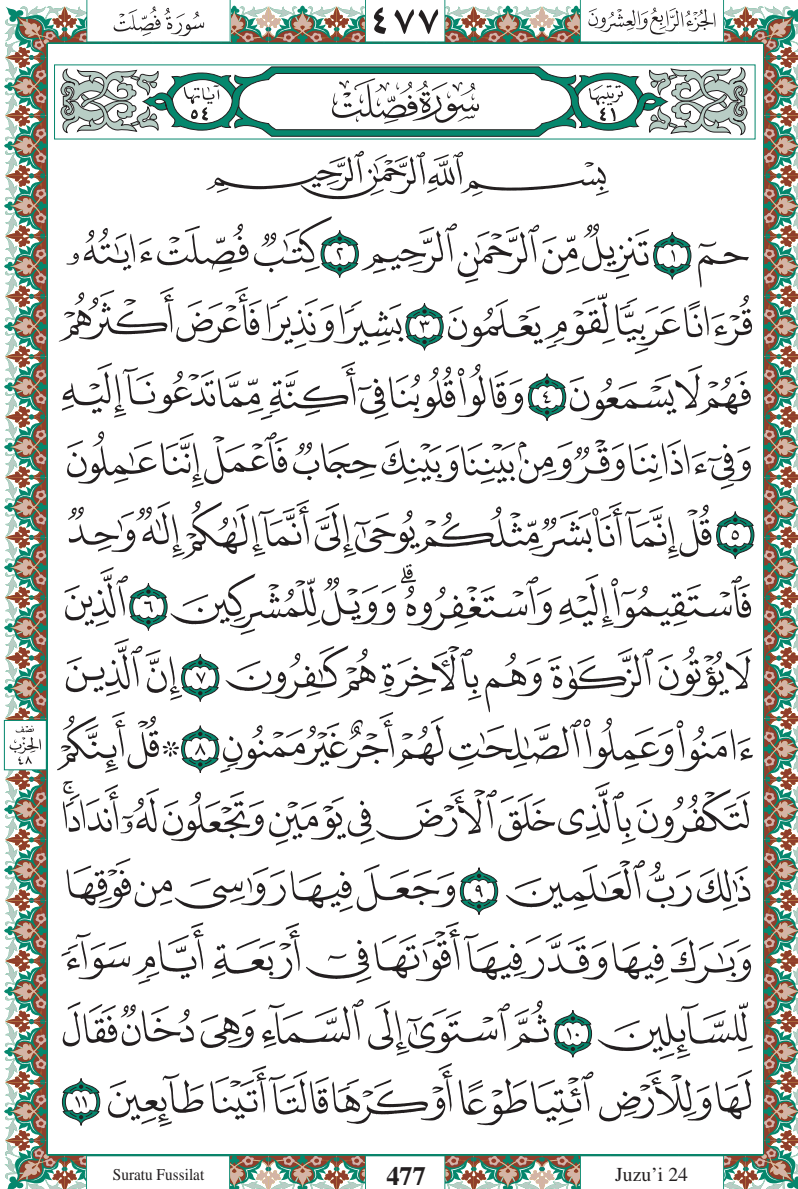 سُورَةُ فُصِّلَتْ ٤٧٧ الجُزْءُ الرَّابِعُ وَالعِشْرُونَ
ترتيبها ٤١ سُورَةُ فُصِّلَتْ آياتها ٥٤
بِسْمِ ٱللَّهِ ٱلرَّحْمَٰنِ ٱلرَّحِيمِ
حمٓ ١ تَنزِيلٌ مِّنَ ٱلرَّحْمَٰنِ ٱلرَّحِيمِ ٢ كِتَٰبٌ فُصِّلَتْ ءَايَٰتُهُۥ
قُرْءَانًا عَرَبِيًّا لِّقَوْمٍ يَعْلَمُونَ ٣ بَشِيرًا وَنَذِيرًا فَأَعْرَضَ أَكْثَرُهُمْ
فَهُمْ لَا يَسْمَعُونَ ٤ وَقَالُوا۟ قُلُوبُنَا فِىٓ أَكِنَّةٍ مِّمَّا تَدْعُونَآ إِلَيْهِ
وَفِىٓ ءَاذَانِنَا وَقْرٌ وَمِنۢ بَيْنِنَا وَبَيْنِكَ حِجَابٌ فَٱعْمَلْ إِنَّنَا عَٰمِلُونَ
٥ قُلْ إِنَّمَآ أَنَا۠ بَشَرٌ مِّثْلُكُمْ يُوحَىٰٓ إِلَىَّ أَنَّمَآ إِلَٰهُكُمْ إِلَٰهٌ وَٰحِدٌ
فَٱسْتَقِيمُوٓا۟ إِلَيْهِ وَٱسْتَغْفِرُوهُ ۗ وَوَيْلٌ لِّلْمُشْرِكِينَ ٦ ٱلَّذِينَ
لَا يُؤْتُونَ ٱلزَّكَوٰةَ وَهُم بِٱلْءَاخِرَةِ هُمْ كَٰفِرُونَ ٧ إِنَّ ٱلَّذِينَ
ءَامَنُوا۟ وَعَمِلُوا۟ ٱلصَّٰلِحَٰتِ لَهُمْ أَجْرٌ غَيْرُ مَمْنُونٍ ٨ ۞ قُلْ أَئِنَّكُمْ
نصف الحزب ٤٨
لَتَكْفُرُونَ بِٱلَّذِى خَلَقَ ٱلْأَرْضَ فِى يَوْمَيْنِ وَتَجْعَلُونَ لَهُۥٓ أَندَادًا ۚ
ذَٰلِكَ رَبُّ ٱلْعَٰلَمِينَ ٩ وَجَعَلَ فِيهَا رَوَٰسِىَ مِن فَوْقِهَا
وَبَٰرَكَ فِيهَا وَقَدَّرَ فِيهَآ أَقْوَٰتَهَا فِىٓ أَرْبَعَةِ أَيَّامٍ سَوَآءً
لِّلسَّآئِلِينَ ١٠ ثُمَّ ٱسْتَوَىٰٓ إِلَى ٱلسَّمَآءِ وَهِىَ دُخَانٌ فَقَالَ
لَهَا وَلِلْأَرْضِ ٱئْتِيَا طَوْعًا أَوْ كَرْهًا قَالَتَآ أَتَيْنَا طَآئِعِينَ ١١
Suratu Fussilat 477 Juzu’i 24